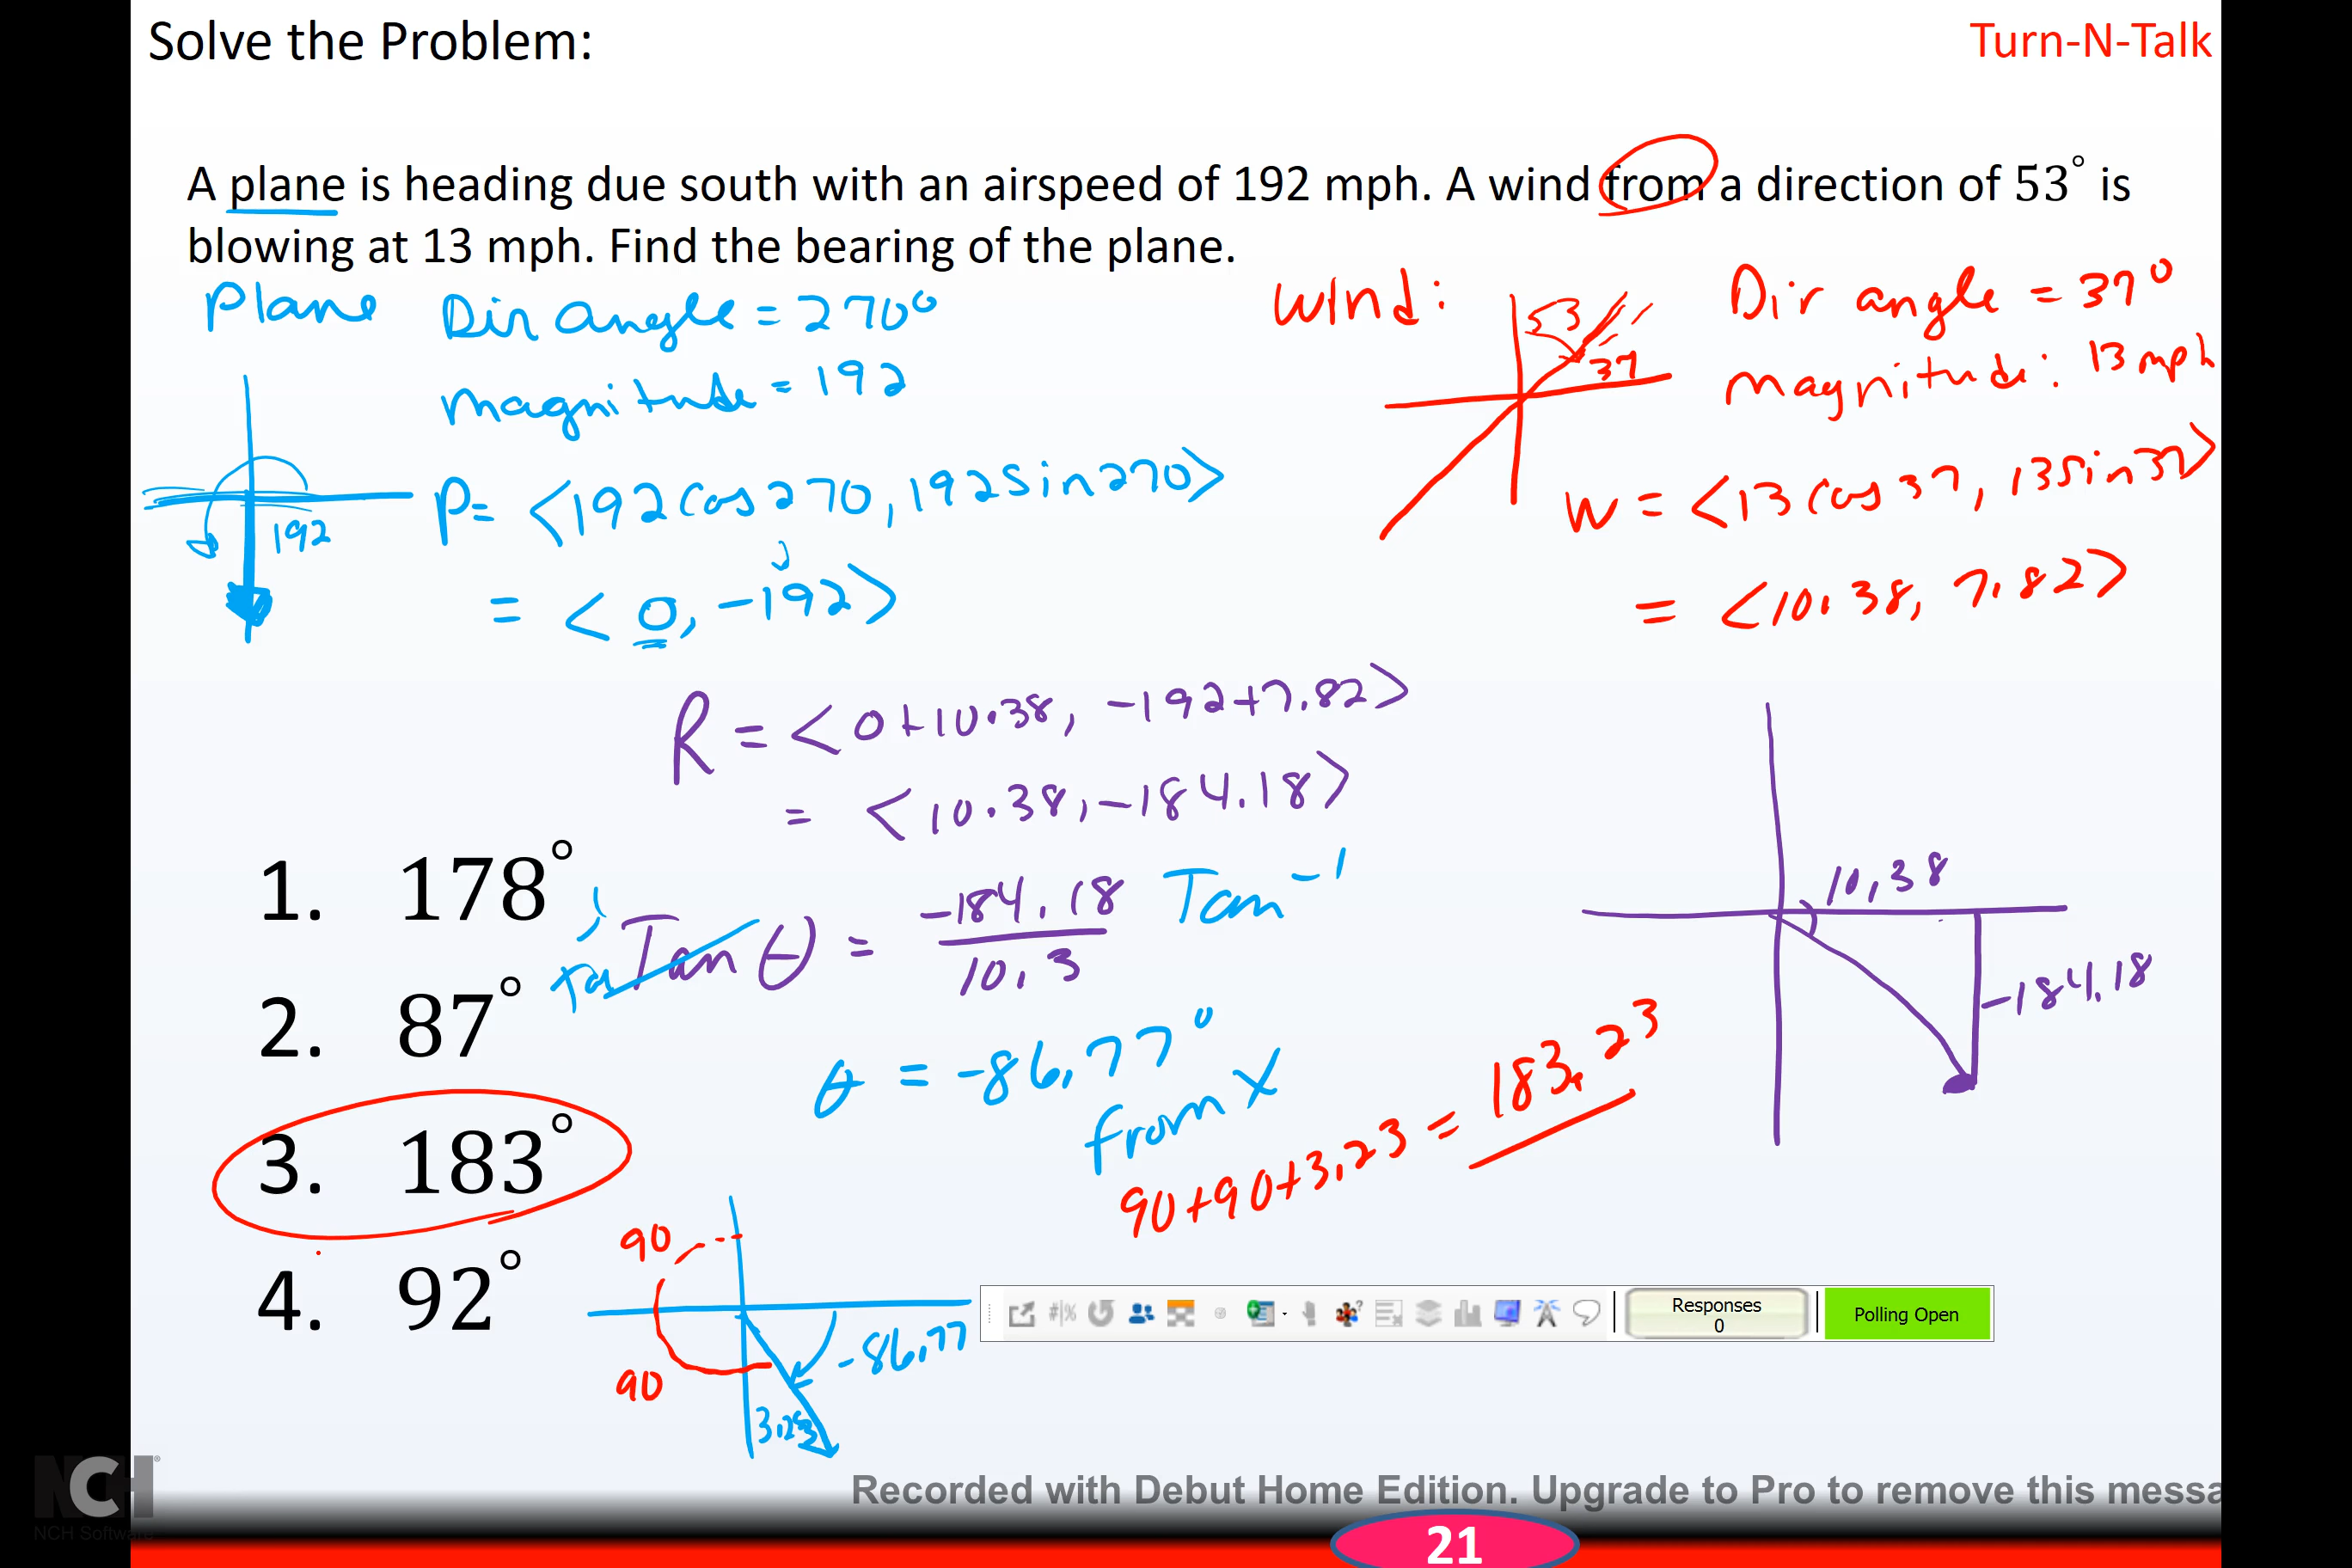 Solve the Problem:
Turn-N-Talk
A plane is heading due south with an airspeed of 192 mph. A wind from a direction of 53° is
blowing at 13 mph. Find the bearing of the plane.
Plane Dir angle = 270°
magnitude = 192
192
P= <192 cos 270, 192 sin 270>
= < 0, -192>
Wind:
53
37
Dir angle = 37°
magnitude: 13 mph
W = <13 cos 37, 13 sin 37>
= <10.38, 7.82>
R = < 0+10.38, -192+7.82>
= <10.38, -184.18>
1. 178°
2. 87°
3. 183°
4. 92°
Tan θ = -184.18 / 10.3 Tan⁻¹
θ = -86.77°
from x
90+90+3.23 = 183.23
10.38
-184.18
90
90
-86.77
3.23
#|%
Responses
0
Polling Open
NCH
NCH Software
Recorded with Debut Home Edition. Upgrade to Pro to remove this messa
21